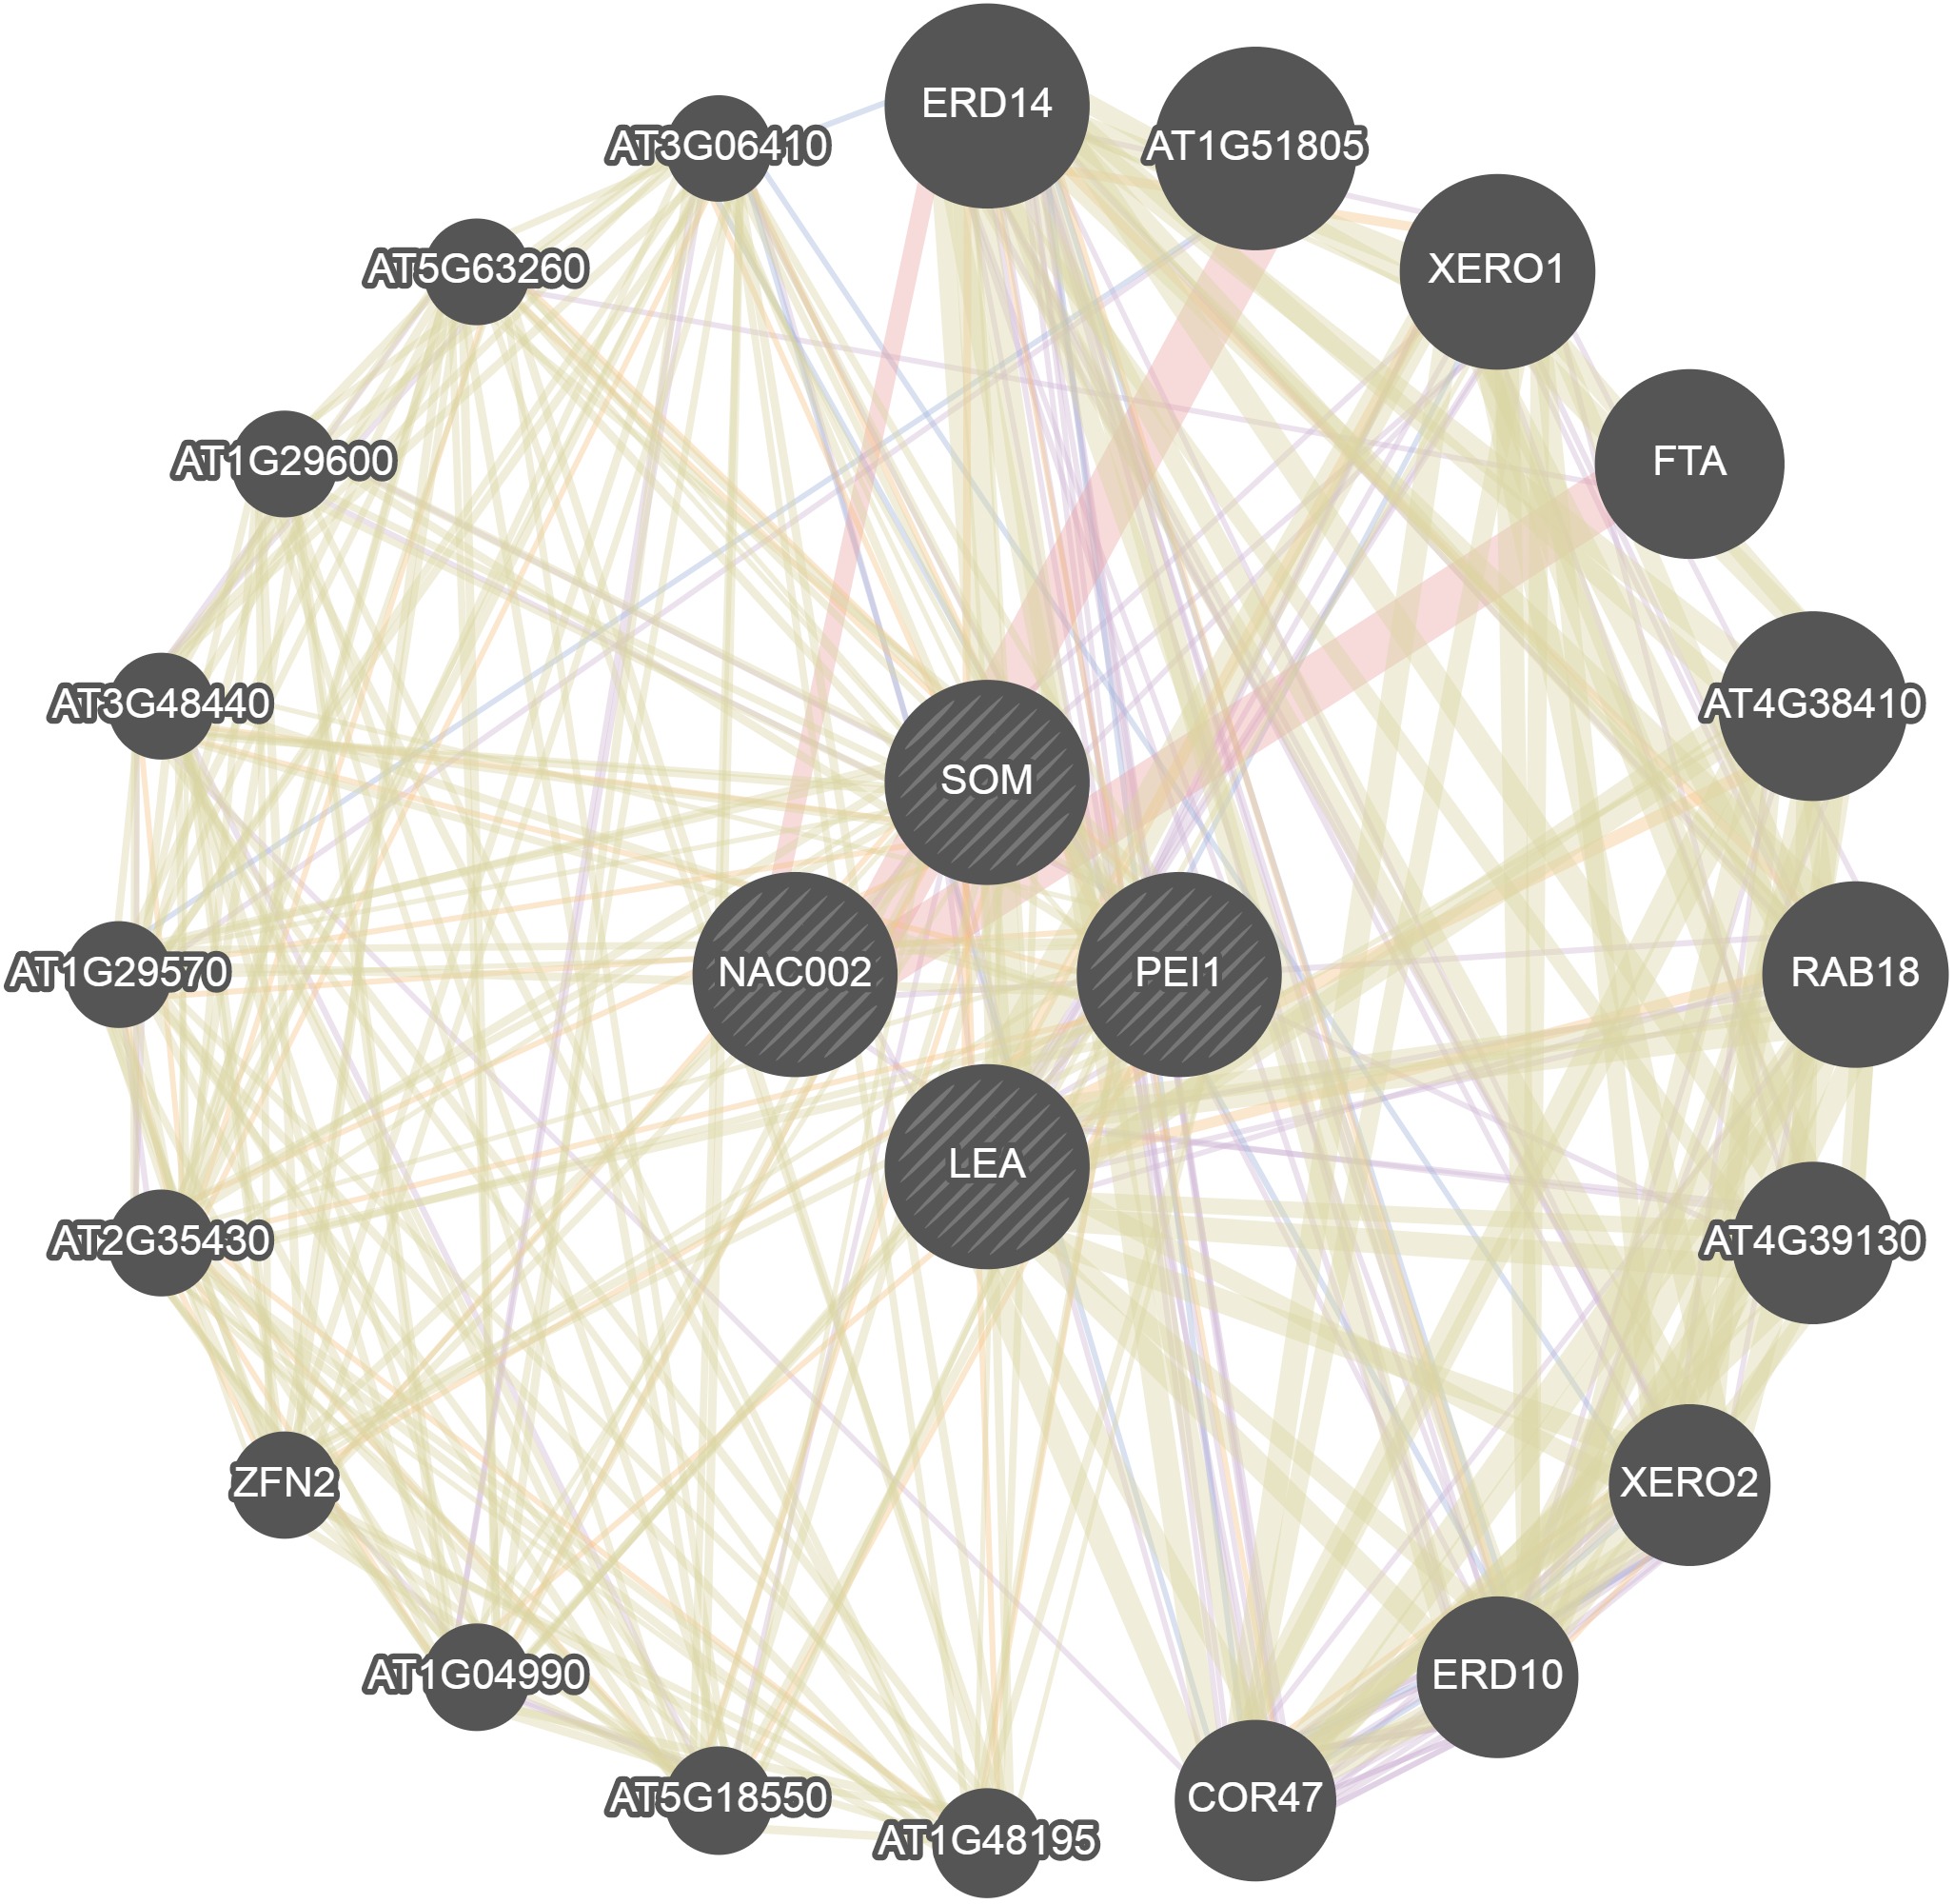 ERD14
AT3G06410
AT1G51805
AT5G63260
XERO1
AT1G29600
FTA
AT3G48440
AT4G38410
SOM
AT1G29570
NAC002
PEI1
RAB18
LEA
AT2G35430
AT4G39130
ZFN2
XERO2
AT1G04990
ERD10
AT5G18550
COR47
AT1G48195